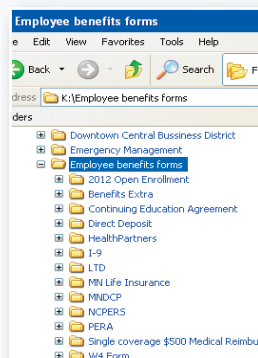 Employee benefits forms
e Edit View Favorites Tools Help
Back Search F
dress K:\Employee benefits forms
ders
Downtown Central Bussiness District
Emergency Management
Employee benefits forms
2012 Open Enrollment
Benefits Extra
Continuing Education Agreement
Direct Deposit
HealthPartners
I-9
LTD
MN Life Insurance
MNDCP
NCPERS
PERA
Single coverage $500 Medical Reimbu
W4 Form